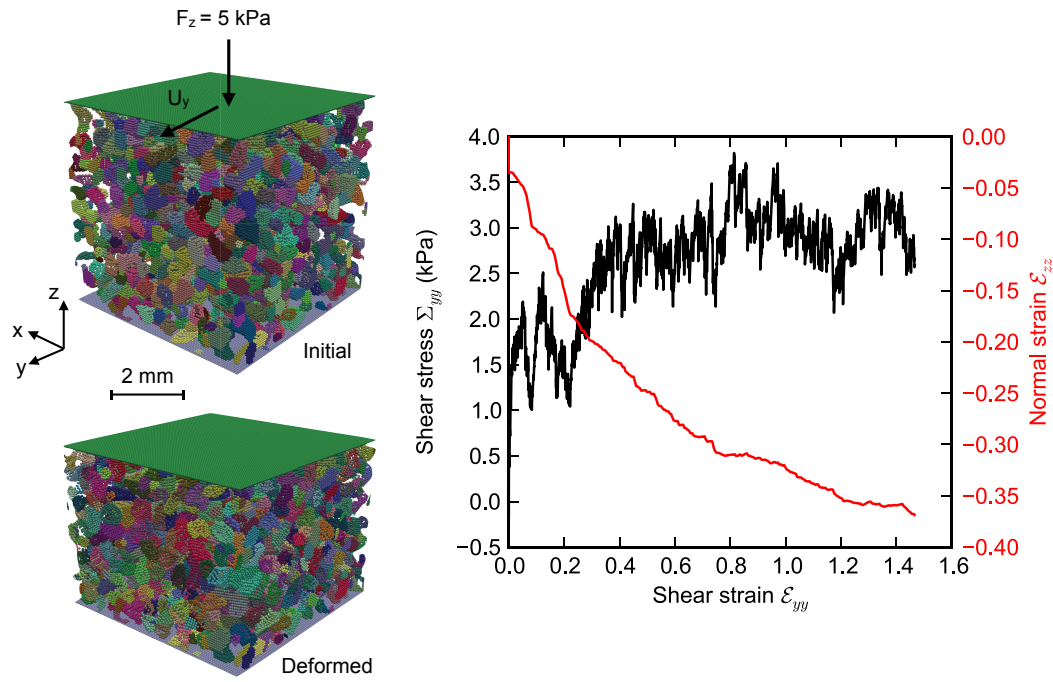 F_z = 5 kPa
U_y
z
x
y
Initial
2 mm
Deformed
4.0
3.5
3.0
2.5
2.0
1.5
1.0
0.5
0.0
−0.5
Shear stress Σ_yy (kPa)
0.0 0.2 0.4 0.6 0.8 1.0 1.2 1.4 1.6
Shear strain ℰ_yy
0.00
−0.05
−0.10
−0.15
−0.20
−0.25
−0.30
−0.35
−0.40
Normal strain ℰ_zz